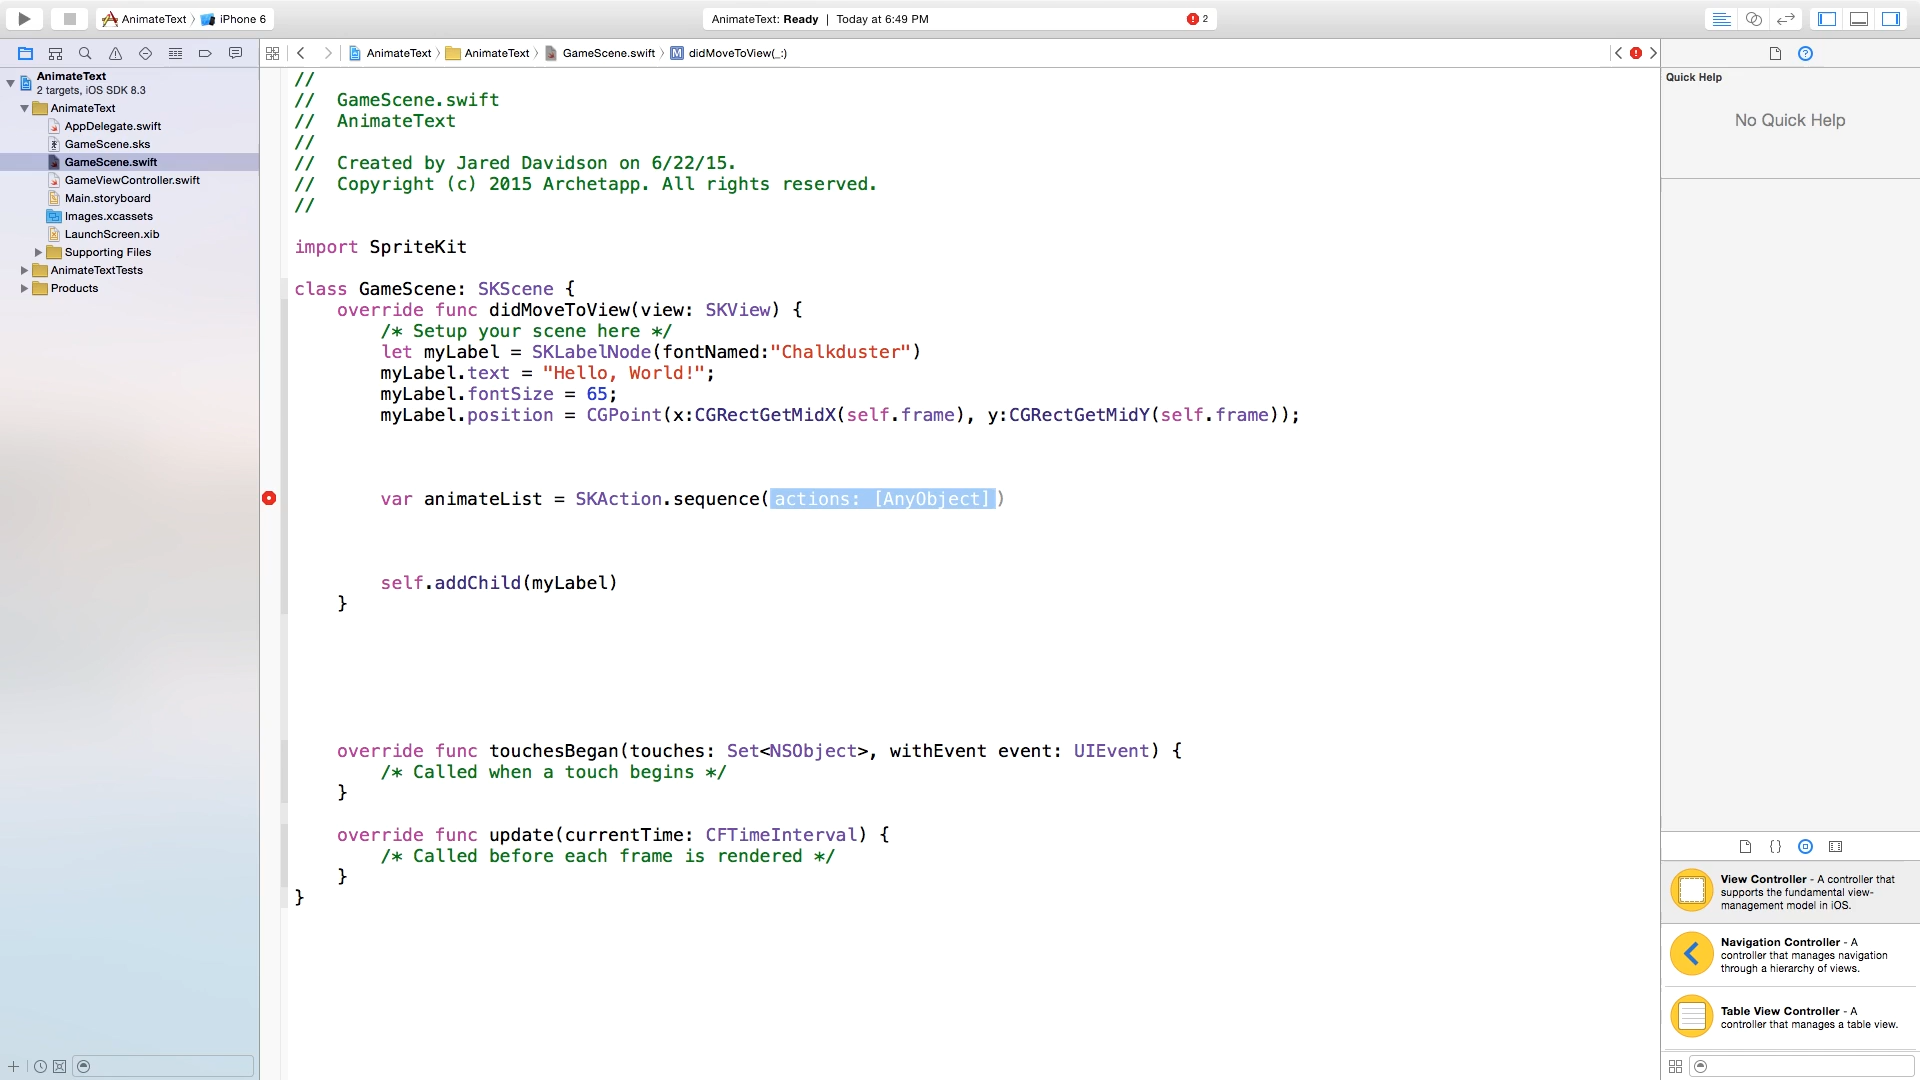 AnimateText
iPhone 6
AnimateText: Ready | Today at 6:49 PM
2
AnimateText
AnimateText
GameScene.swift
M didMoveToView(_:)
AnimateText
2 targets, iOS SDK 8.3
AnimateText
AppDelegate.swift
GameScene.sks
GameScene.swift
GameViewController.swift
Main.storyboard
Images.xcassets
LaunchScreen.xib
Supporting Files
AnimateTextTests
Products
//
//  GameScene.swift
//  AnimateText
//
//  Created by Jared Davidson on 6/22/15.
//  Copyright (c) 2015 Archetapp. All rights reserved.
//
import SpriteKit
class GameScene: SKScene {
override func didMoveToView(view: SKView) {
/* Setup your scene here */
let myLabel = SKLabelNode(fontNamed:"Chalkduster")
myLabel.text = "Hello, World!";
myLabel.fontSize = 65;
myLabel.position = CGPoint(x:CGRectGetMidX(self.frame), y:CGRectGetMidY(self.frame));
var animateList = SKAction.sequence(actions: [AnyObject])
self.addChild(myLabel)
}
override func touchesBegan(touches: Set<NSObject>, withEvent event: UIEvent) {
/* Called when a touch begins */
}
override func update(currentTime: CFTimeInterval) {
/* Called before each frame is rendered */
}
}
Quick Help
No Quick Help
{}
View Controller - A controller that
supports the fundamental view-
management model in iOS.
Navigation Controller - A
controller that manages navigation
through a hierarchy of views.
Table View Controller - A
controller that manages a table view.